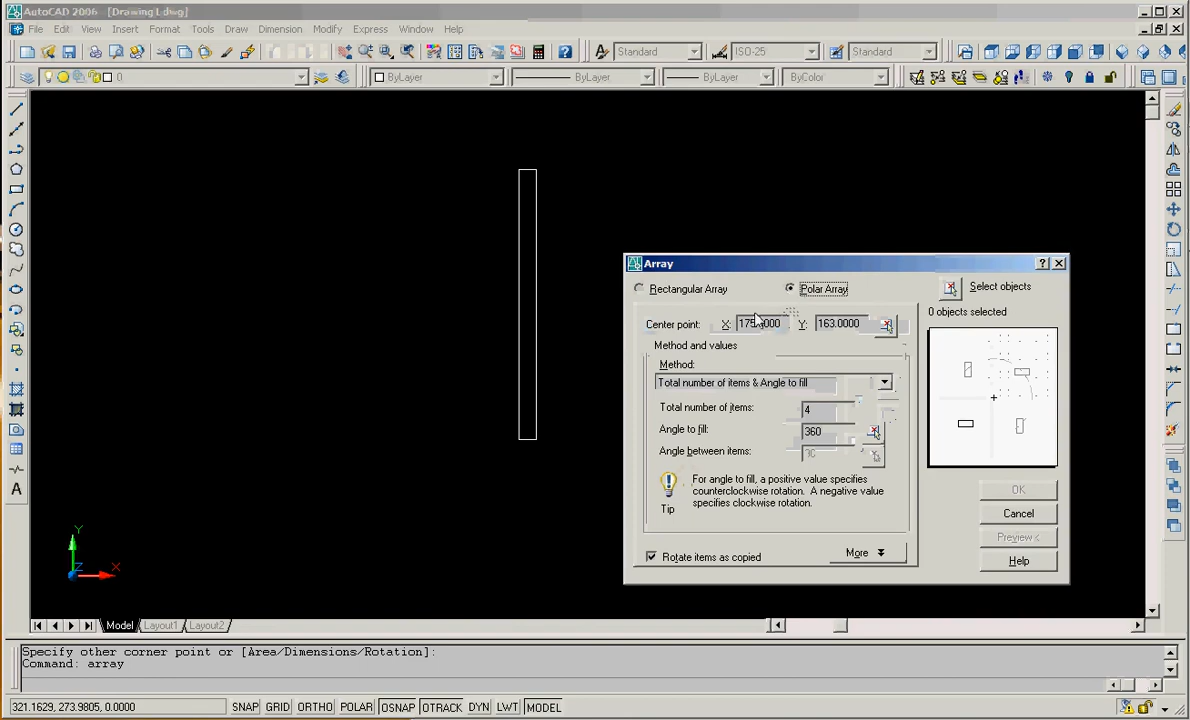 AutoCAD 2006 - [Drawing1.dwg]
File Edit View Insert Format Tools Draw Dimension Modify Express Window Help
Standard ISO-25 Standard
0 ByLayer ByLayer ByLayer ByColor
Array
Rectangular Array Polar Array Select objects
0 objects selected
Center point: X: Y: 163.0000
Method and values
Method:
Total number of items & Angle to fill
Total number of items: 4
Angle to fill: 360
Angle between items:
For angle to fill, a positive value specifies
counterclockwise rotation. A negative value
specifies clockwise rotation.
Tip
OK
Cancel
Preview <
Help
Rotate items as copied More
A
Y
Z X
Model Layout1 Layout2
Specify other corner point or [Area/Dimensions/Rotation]:
Command: array
321.1629, 273.9805, 0.0000 SNAP GRID ORTHO POLAR OSNAP OTRACK DYN LWT MODEL